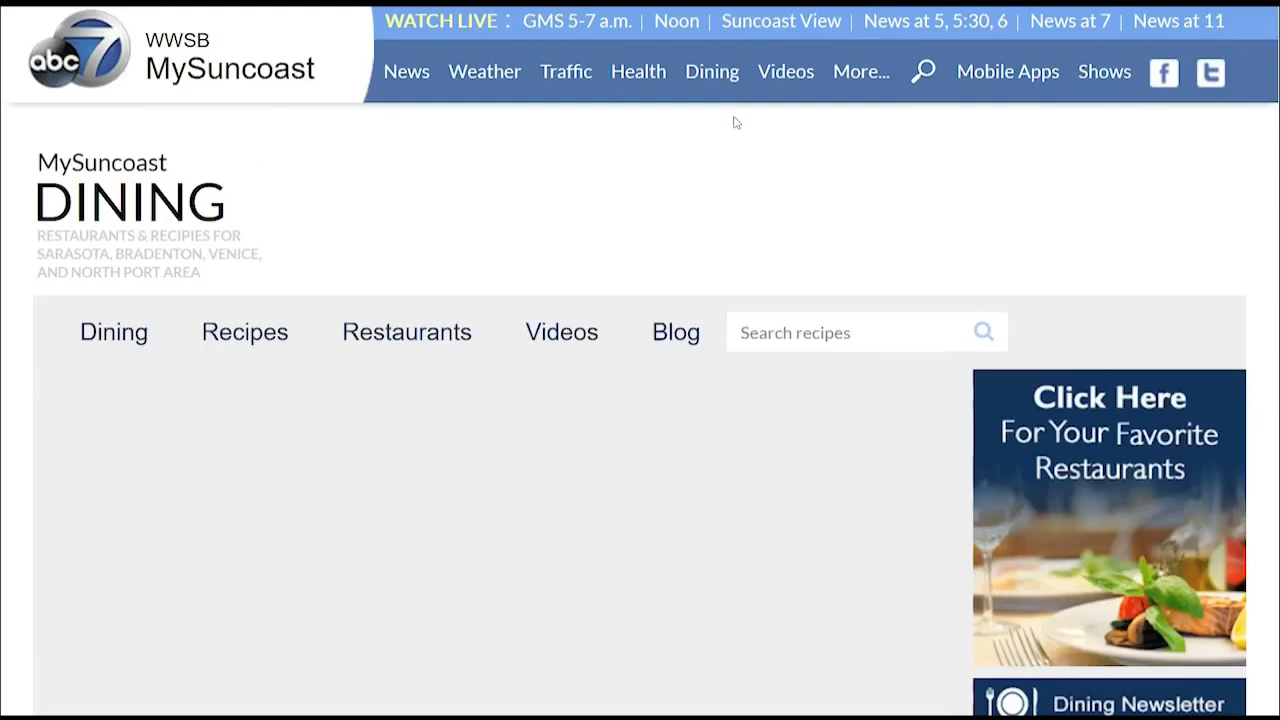 WATCH LIVE : GMS 5-7 a.m. | Noon | Suncoast View | News at 5, 5:30, 6 | News at 7 | News at 11
abc 7
WWSB
MySuncoast
News Weather Traffic Health Dining Videos More... Mobile Apps Shows f t
MySuncoast
DINING
RESTAURANTS & RECIPIES FOR
SARASOTA, BRADENTON, VENICE,
AND NORTH PORT AREA
Dining Recipes Restaurants Videos Blog Search recipes
Click Here
For Your Favorite
Restaurants
Dining Newsletter